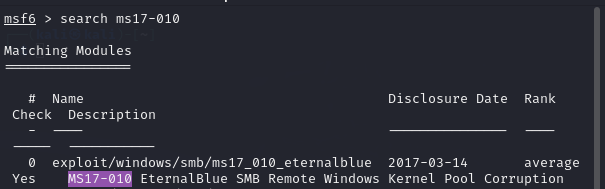 msf6 > search ms17-010
Matching Modules
================
#  Name                                      Disclosure Date  Rank
Check  Description
-  ----                                      ---------------  ----
-----  -----------
0  exploit/windows/smb/ms17_010_eternalblue  2017-03-14       average
Yes    MS17-010 EternalBlue SMB Remote Windows Kernel Pool Corruption